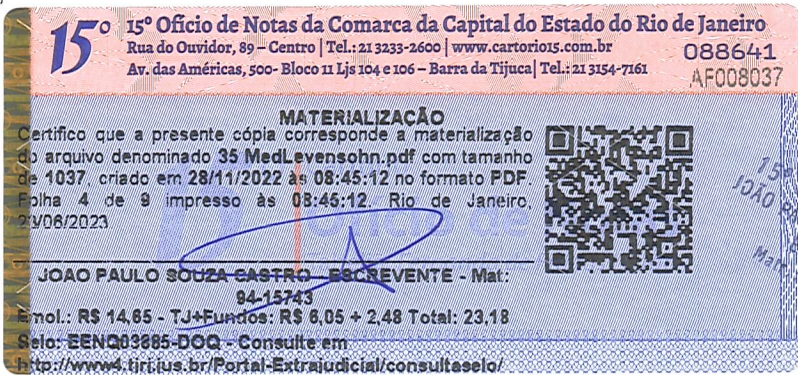 15º 15º Ofício de Notas da Comarca da Capital do Estado do Rio de Janeiro
Rua do Ouvidor, 89 – Centro | Tel.: 21 3233-2600 | www.cartorio15.com.br
088641
Av. das Américas, 500- Bloco 11 Ljs 104 e 106 – Barra da Tijuca| Tel.: 21 3154-7161
AF008037
MATERIALIZAÇÃO
Certifico que a presente cópia corresponde a materialização
do arquivo denominado 35 MedLevensohn.pdf com tamanho
de 1037, criado em 28/11/2022 às 08:45:12 no formato PDF.
Folha 4 de 9 impresso às 08:45:12. Rio de Janeiro,
23/06/2023
15º Ofício de
JOAO PAULO SOUZA CASTRO - ESCREVENTE - Mat:
94-15743
Emol.: R$ 14,65 - TJ+Fundos: R$ 6,05 + 2,48 Total: 23,18
Selo: EENQ03885-DOQ - Consulte em
http://www4.tjrj.jus.br/Portal-Extrajudicial/consultaselo/
15º
JOÃO
Matr.